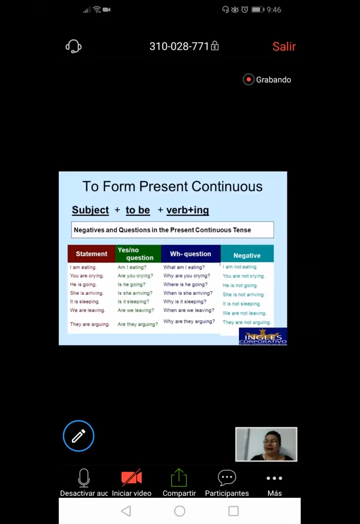 9:46
310-028-771
Salir
Grabando
To Form Present Continuous
Subject + to be + verb+ing
Negatives and Questions in the Present Continuous Tense
Statement Yes/no question Wh- question Negative
I am eating. Am I eating? What am I eating? I am not eating.
You are crying. Are you crying? Why are you crying? You are not crying.
He is going. Is he going? Where is he going? He is not going.
She is arriving. Is she arriving? When is she arriving? She is not arriving.
It is sleeping. Is it sleeping? Why is it sleeping? It is not sleeping.
We are leaving. Are we leaving? When are we leaving? We are not leaving.
They are arguing. Are they arguing? Why are they arguing? They are not arguing.
INGLÉS
CORPORATIVO
Desactivar auc Iniciar video Compartir Participantes Más